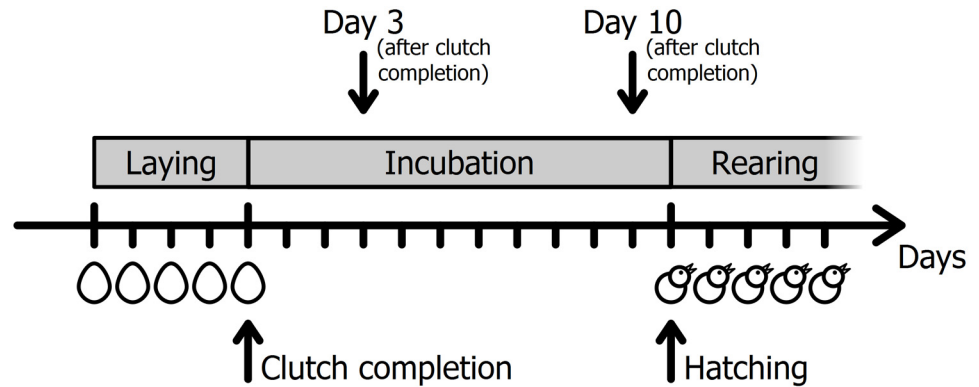 Day 3
(after clutch
completion)
Day 10
(after clutch
completion)
Laying
Incubation
Rearing
Days
Clutch completion
Hatching